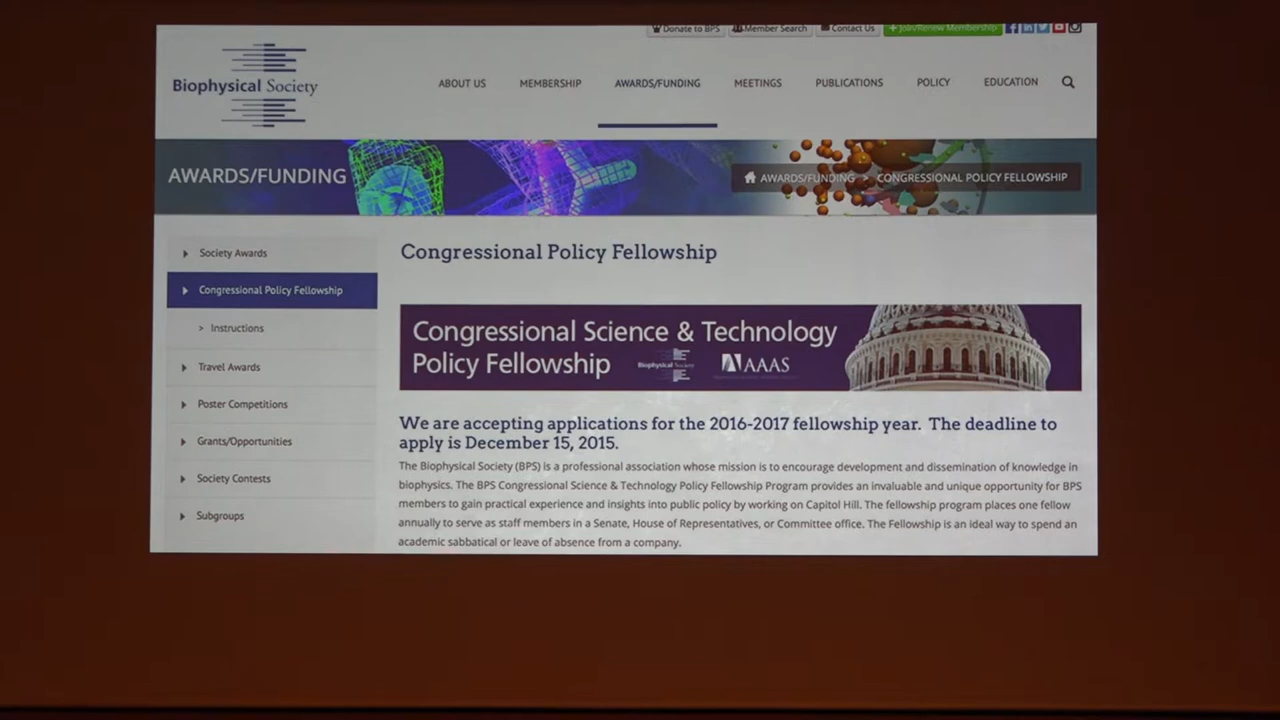 Donate to BPS Member Search Contact Us Join/Renew Membership
Biophysical Society
ABOUT US MEMBERSHIP AWARDS/FUNDING MEETINGS PUBLICATIONS POLICY EDUCATION
AWARDS/FUNDING
AWARDS/FUNDING > CONGRESSIONAL POLICY FELLOWSHIP
Society Awards
Congressional Policy Fellowship
> Instructions
Travel Awards
Poster Competitions
Grants/Opportunities
Society Contests
Subgroups
Congressional Policy Fellowship
Congressional Science & Technology
Policy Fellowship
Biophysical Society
AAAS
We are accepting applications for the 2016-2017 fellowship year. The deadline to
apply is December 15, 2015.
The Biophysical Society (BPS) is a professional association whose mission is to encourage development and dissemination of knowledge in
biophysics. The BPS Congressional Science & Technology Policy Fellowship Program provides an invaluable and unique opportunity for BPS
members to gain practical experience and insights into public policy by working on Capitol Hill. The fellowship program places one fellow
annually to serve as staff members in a Senate, House of Representatives, or Committee office. The Fellowship is an ideal way to spend an
academic sabbatical or leave of absence from a company.